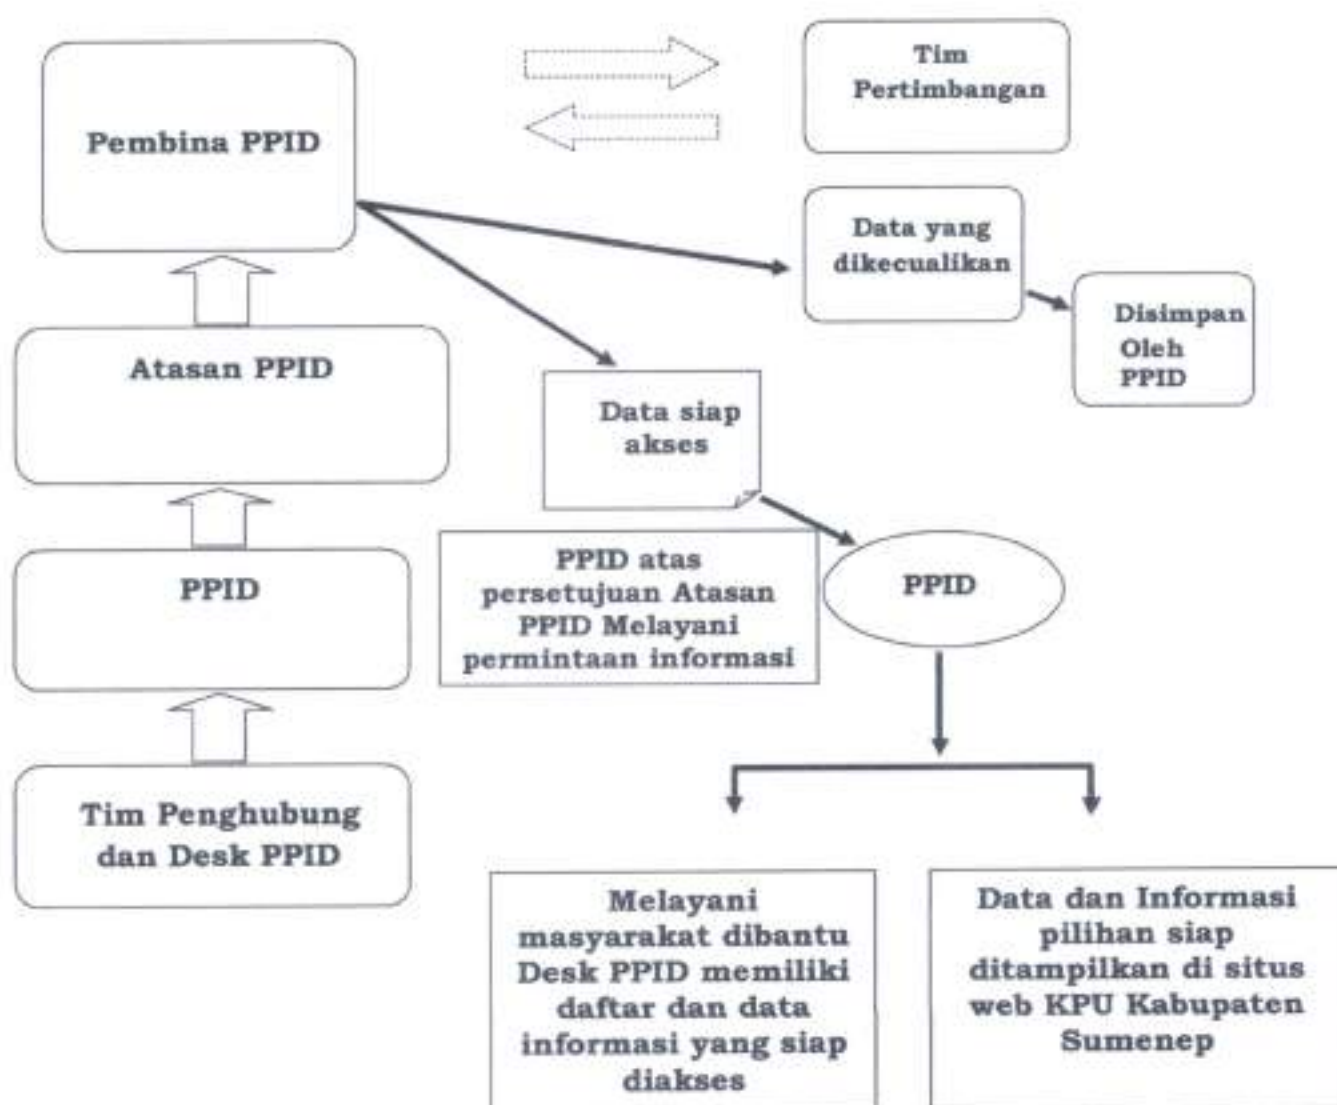 Pembina PPID
Tim
Pertimbangan
Data yang
dikecualikan
Disimpan
Oleh
PPID
Atasan PPID
Data siap
akses
PPID
PPID atas
persetujuan Atasan
PPID Melayani
permintaan informasi
PPID
Tim Penghubung
dan Desk PPID
Melayani
masyarakat dibantu
Desk PPID memiliki
daftar dan data
informasi yang siap
diakses
Data dan Informasi
pilihan siap
ditampilkan di situs
web KPU Kabupaten
Sumenep